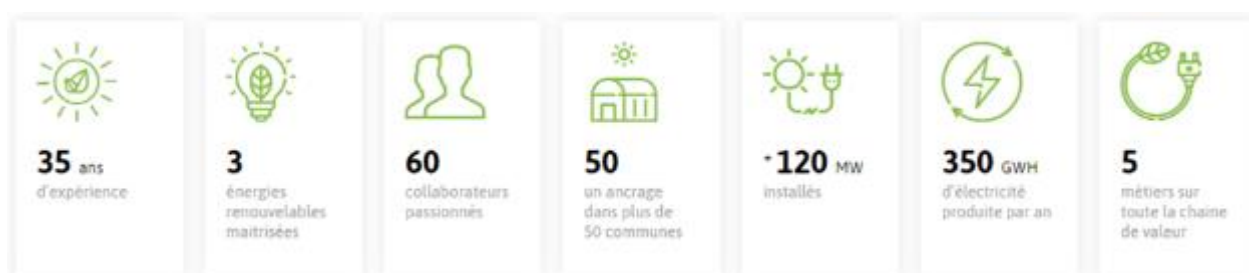 35 ans
d'expérience
3
énergies
renouvelables
maitrisées
60
collaborateurs
passionnés
50
un ancrage
dans plus de
50 communes
+120 MW
installés
350 GWH
d'électricité
produite par an
5
métiers sur
toute la chaine
de valeur